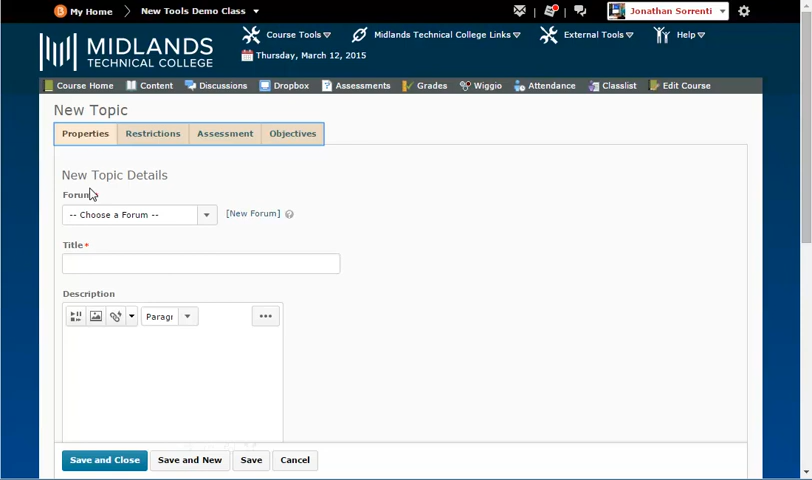 My Home
New Tools Demo Class
Jonathan Sorrenti
MIDLANDS
TECHNICAL COLLEGE
Course Tools
Midlands Technical College Links
External Tools
Help
Thursday, March 12, 2015
Course Home
Content
Discussions
Dropbox
Assessments
Grades
Wiggio
Attendance
Classlist
Edit Course
New Topic
Properties
Restrictions
Assessment
Objectives
New Topic Details
Forum*
-- Choose a Forum --
[New Forum]
Title*
Description
Paragr
Save and Close
Save and New
Save
Cancel